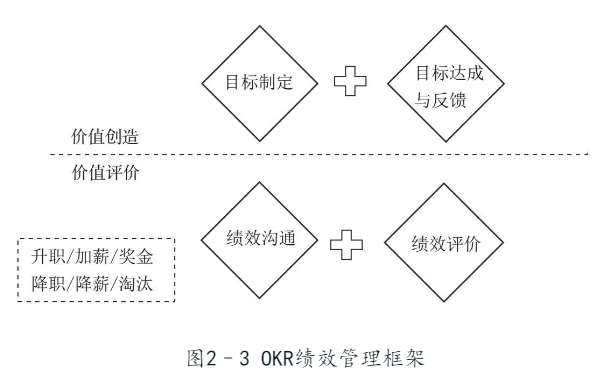 目标制定
目标达成
与反馈
价值创造
价值评价
绩效沟通
绩效评价
升职/加薪/奖金
降职/降薪/淘汰
图2-3 OKR绩效管理框架